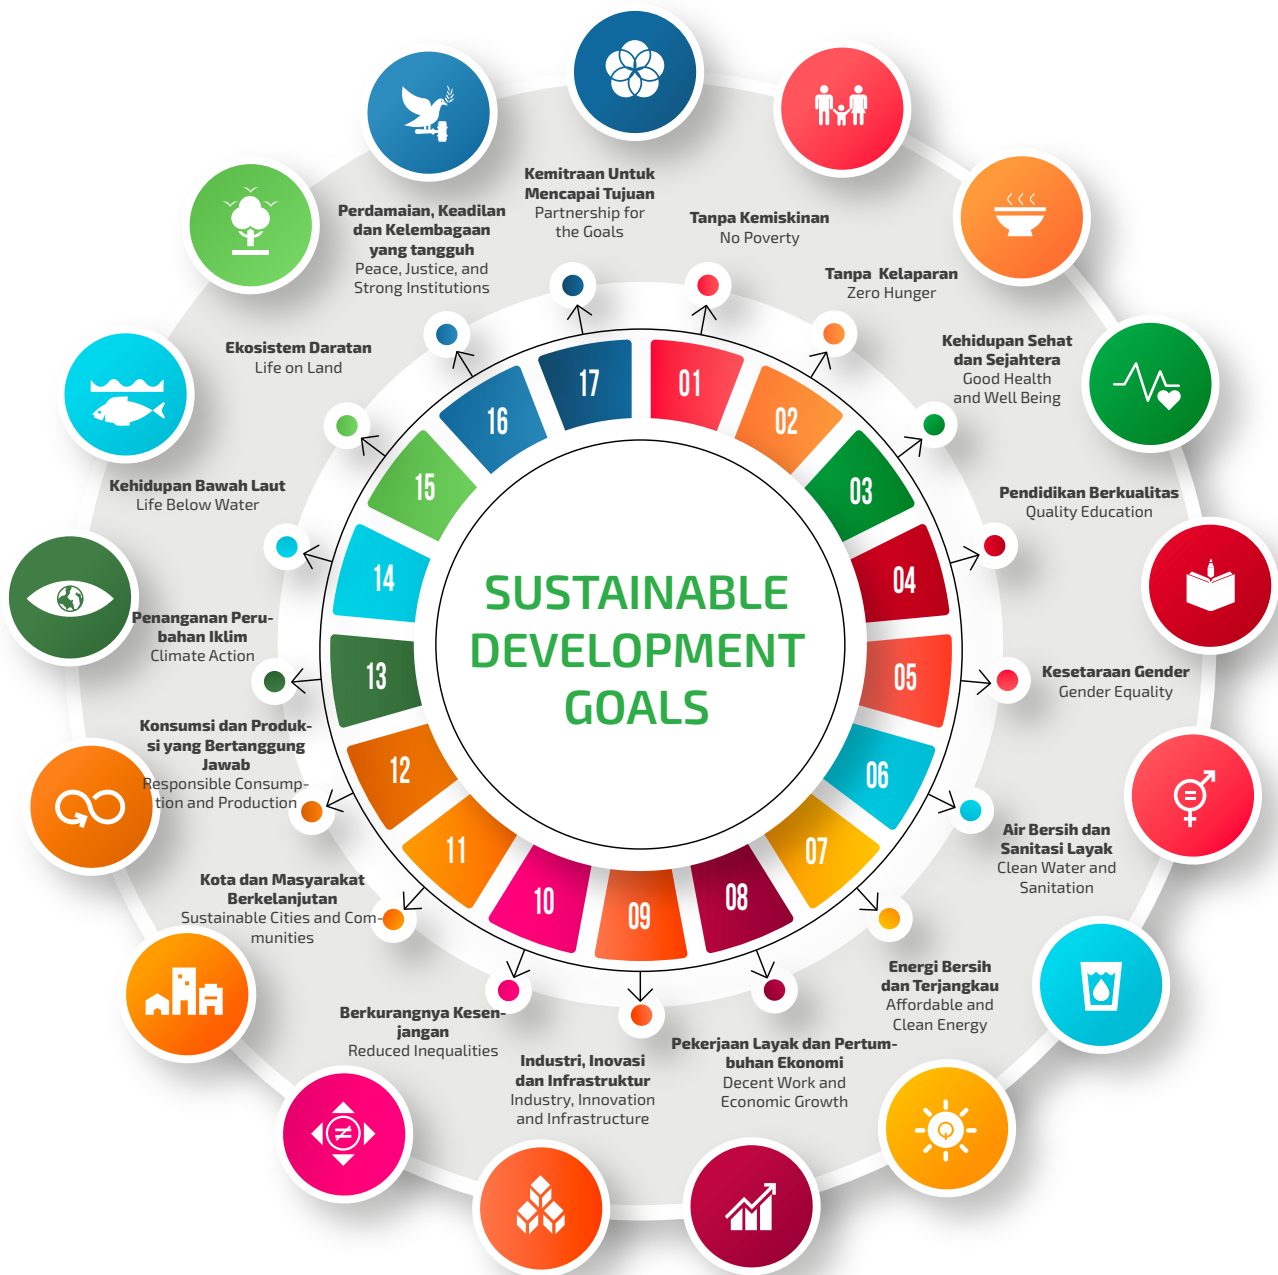 SUSTAINABLE
DEVELOPMENT
GOALS
01
Tanpa Kemiskinan
No Poverty
02
Tanpa Kelaparan
Zero Hunger
03
Kehidupan Sehat
dan Sejahtera
Good Health
and Well Being
04
Pendidikan Berkualitas
Quality Education
05
Kesetaraan Gender
Gender Equality
06
Air Bersih dan
Sanitasi Layak
Clean Water and
Sanitation
07
Energi Bersih
dan Terjangkau
Affordable and
Clean Energy
08
Pekerjaan Layak dan Pertum-
buhan Ekonomi
Decent Work and
Economic Growth
09
Industri, Inovasi
dan Infrastruktur
Industry, Innovation
and Infrastructure
10
Berkurangnya Kesen-
jangan
Reduced Inequalities
11
Kota dan Masyarakat
Berkelanjutan
Sustainable Cities and Com-
munities
12
Konsumsi dan Produk-
si yang Bertanggung
Jawab
Responsible Consump-
tion and Production
13
Penanganan Peru-
bahan Iklim
Climate Action
14
Kehidupan Bawah Laut
Life Below Water
15
Ekosistem Daratan
Life on Land
16
Perdamaian, Keadilan
dan Kelembagaan
yang tangguh
Peace, Justice, and
Strong Institutions
17
Kemitraan Untuk
Mencapai Tujuan
Partnership for
the Goals